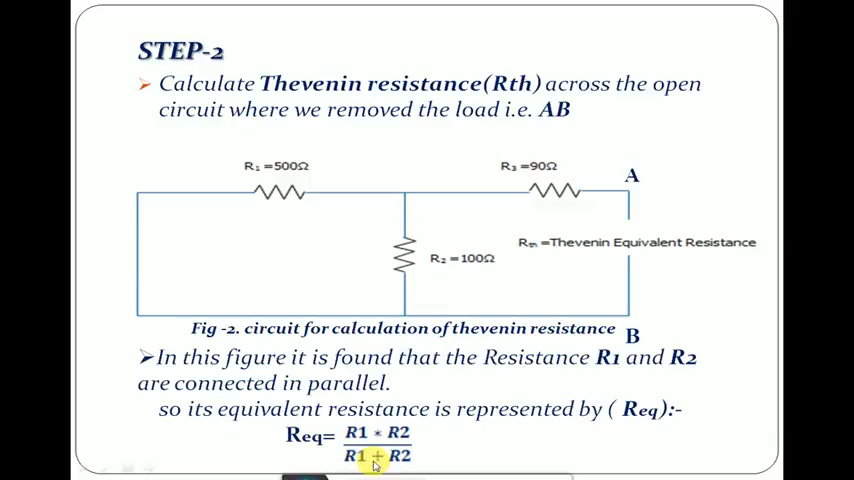 STEP-2
➢ Calculate Thevenin resistance(Rth) across the open
circuit where we removed the load i.e. AB
R₁ =500Ω
R₃ =90Ω
A
Rₜₕ =Thevenin Equivalent Resistance
R₂ =100Ω
Fig -2. circuit for calculation of thevenin resistance
B
➢In this figure it is found that the Resistance R1 and R2
are connected in parallel.
so its equivalent resistance is represented by ( Req):-
Req= R1 * R2
R1 + R2